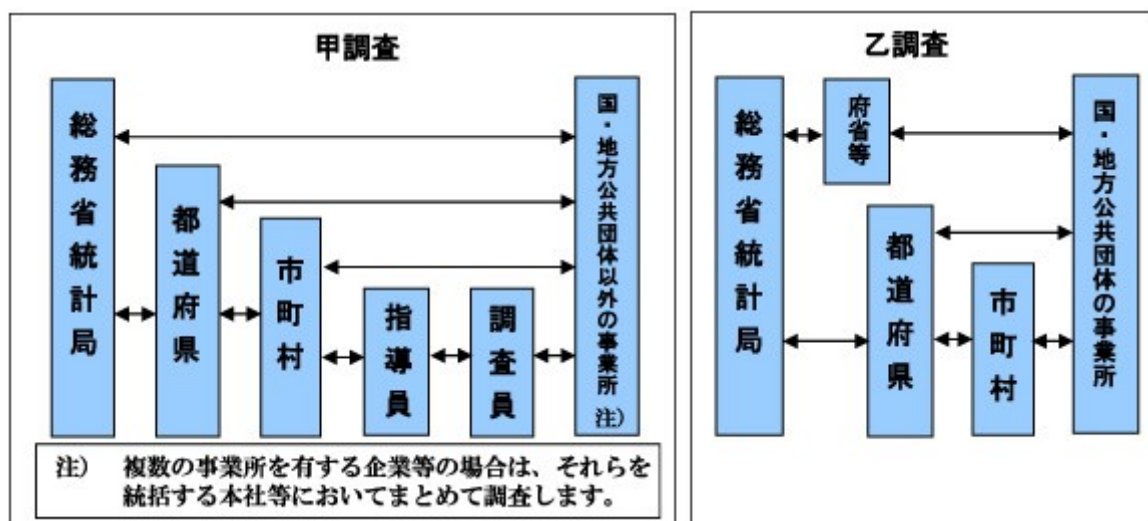 甲調査
総務省統計局
都道府県
市町村
指導員
調査員
国・地方公共団体以外の事業所 注）
注） 複数の事業所を有する企業等の場合は、それらを
統括する本社等においてまとめて調査します。
乙調査
総務省統計局
府省等
都道府県
市町村
国・地方公共団体の事業所